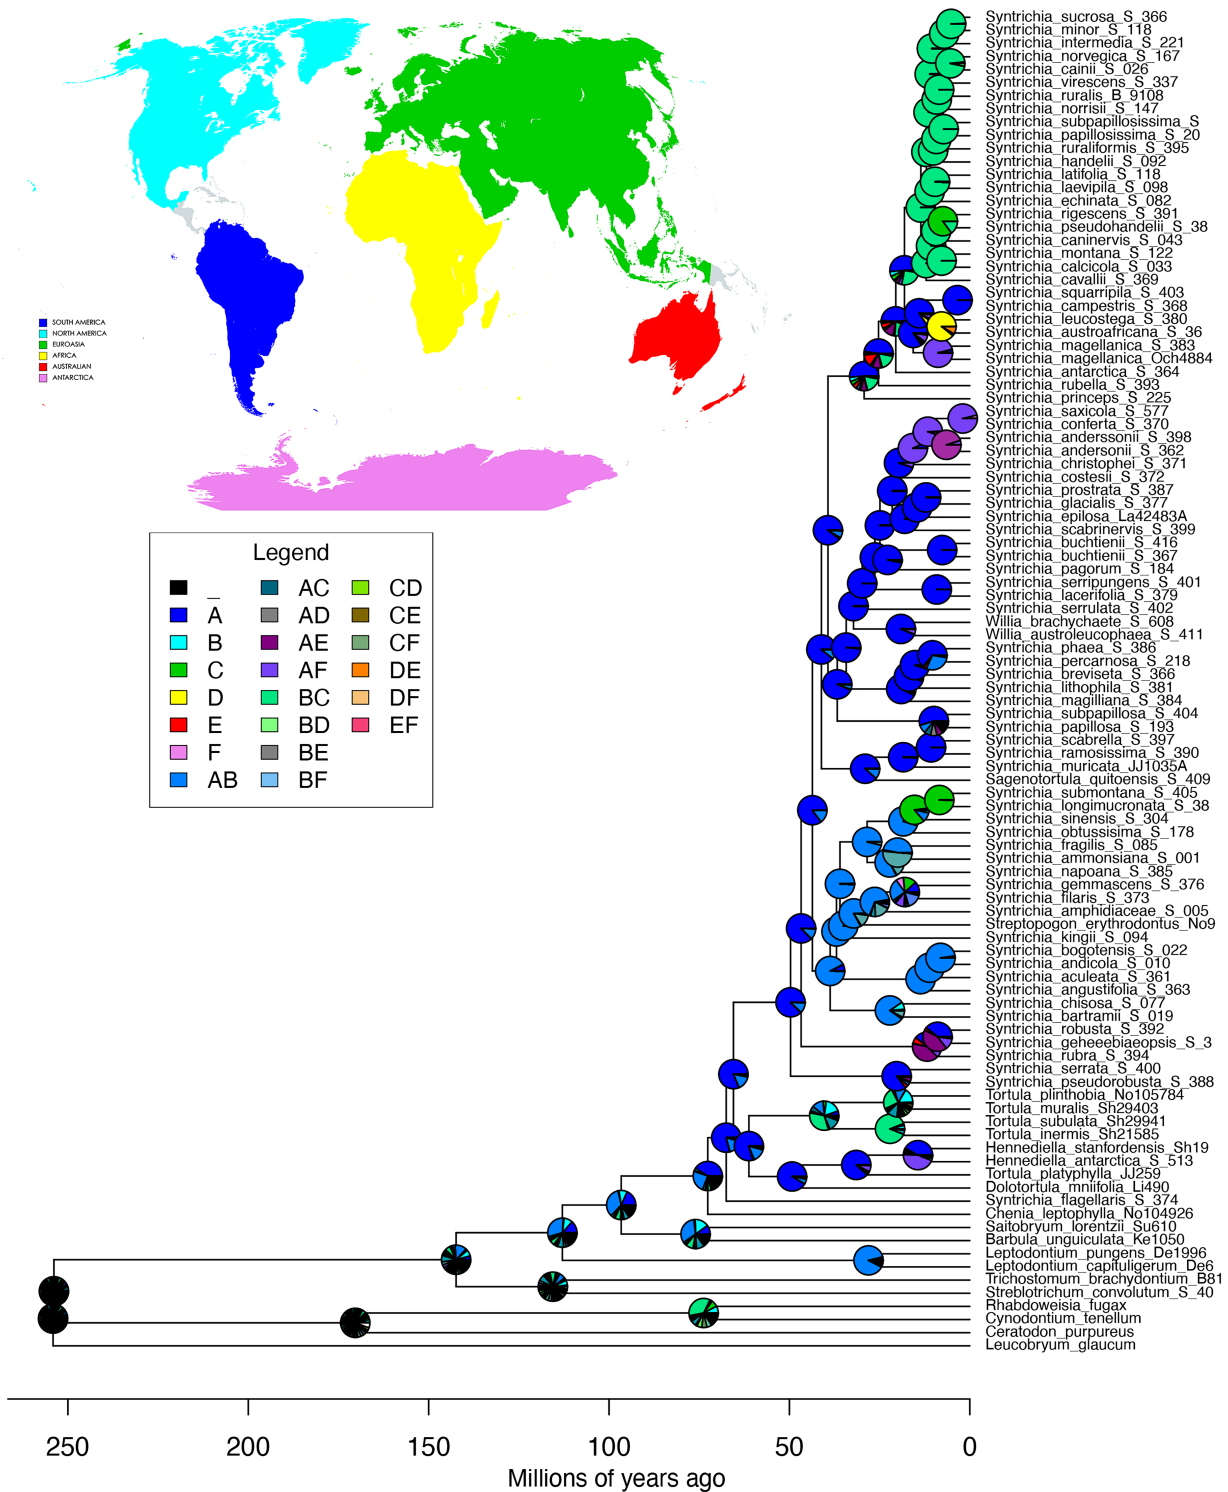 SOUTH AMERICA
NORTH AMERICA
EUROASIA
AFRICA
AUSTRALIAN
ANTARCTICA
Legend
_
A
B
C
D
E
F
AB
AC
AD
AE
AF
BC
BD
BE
BF
CD
CE
CF
DE
DF
EF
Syntrichia_sucrosa_S_366
Syntrichia_minor_S_118
Syntrichia_intermedia_S_221
Syntrichia_norvegica_S_167
Syntrichia_cainii_S_026
Syntrichia_virescens_S_337
Syntrichia_ruralis_B_9108
Syntrichia_norrisii_S_147
Syntrichia_subpapillosissima_S
Syntrichia_papillosissima_S_20
Syntrichia_ruraliformis_S_395
Syntrichia_handelii_S_092
Syntrichia_latifolia_S_118
Syntrichia_laevipila_S_098
Syntrichia_echinata_S_082
Syntrichia_rigescens_S_391
Syntrichia_pseudohandelii_S_38
Syntrichia_caninervis_S_043
Syntrichia_montana_S_122
Syntrichia_calcicola_S_033
Syntrichia_cavallii_S_369
Syntrichia_squarripila_S_403
Syntrichia_campestris_S_368
Syntrichia_leucostega_S_380
Syntrichia_austroafricana_S_36
Syntrichia_magellanica_S_383
Syntrichia_magellanica_Och4884
Syntrichia_antarctica_S_364
Syntrichia_rubella_S_393
Syntrichia_princeps_S_225
Syntrichia_saxicola_S_577
Syntrichia_conferta_S_370
Syntrichia_anderssonii_S_398
Syntrichia_andersonii_S_362
Syntrichia_christophei_S_371
Syntrichia_costesii_S_372
Syntrichia_prostrata_S_387
Syntrichia_glacialis_S_377
Syntrichia_epilosa_La42483A
Syntrichia_scabrinervis_S_399
Syntrichia_buchtienii_S_416
Syntrichia_buchtienii_S_367
Syntrichia_pagorum_S_184
Syntrichia_serripungens_S_401
Syntrichia_lacerifolia_S_379
Syntrichia_serrulata_S_402
Willia_brachychaete_S_608
Willia_austroleucophaea_S_411
Syntrichia_phaea_S_386
Syntrichia_percarnosa_S_218
Syntrichia_breviseta_S_366
Syntrichia_lithophila_S_381
Syntrichia_magilliana_S_384
Syntrichia_subpapillosa_S_404
Syntrichia_papillosa_S_193
Syntrichia_scabrella_S_397
Syntrichia_ramosissima_S_390
Syntrichia_muricata_JJ1035A
Sagenotortula_quitoensis_S_409
Syntrichia_submontana_S_405
Syntrichia_longimucronata_S_38
Syntrichia_sinensis_S_304
Syntrichia_obtussisima_S_178
Syntrichia_fragilis_S_085
Syntrichia_ammonsiana_S_001
Syntrichia_napoana_S_385
Syntrichia_gemmascens_S_376
Syntrichia_filaris_S_373
Syntrichia_amphidiaceae_S_005
Streptopogon_erythrodontus_No9
Syntrichia_kingii_S_094
Syntrichia_bogotensis_S_022
Syntrichia_andicola_S_010
Syntrichia_aculeata_S_361
Syntrichia_angustifolia_S_363
Syntrichia_chisosa_S_077
Syntrichia_bartramii_S_019
Syntrichia_robusta_S_392
Syntrichia_geheeebiaeopsis_S_3
Syntrichia_rubra_S_394
Syntrichia_serrata_S_400
Syntrichia_pseudorobusta_S_388
Tortula_plinthobia_No105784
Tortula_muralis_Sh29403
Tortula_subulata_Sh29941
Tortula_inermis_Sh21585
Hennediella_stanfordensis_Sh19
Hennediella_antarctica_S_513
Tortula_platyphylla_JJ259
Dolotortula_mniifolia_Li490
Syntrichia_flagellaris_S_374
Chenia_leptophylla_No104926
Saitobryum_lorentzii_Su610
Barbula_unguiculata_Ke1050
Leptodontium_pungens_De1996
Leptodontium_capituligerum_De6
Trichostomum_brachydontium_B81
Streblotrichum_convolutum_S_40
Rhabdoweisia_fugax
Cynodontium_tenellum
Ceratodon_purpureus
Leucobryum_glaucum
250 200 150 100 50 0
Millions of years ago